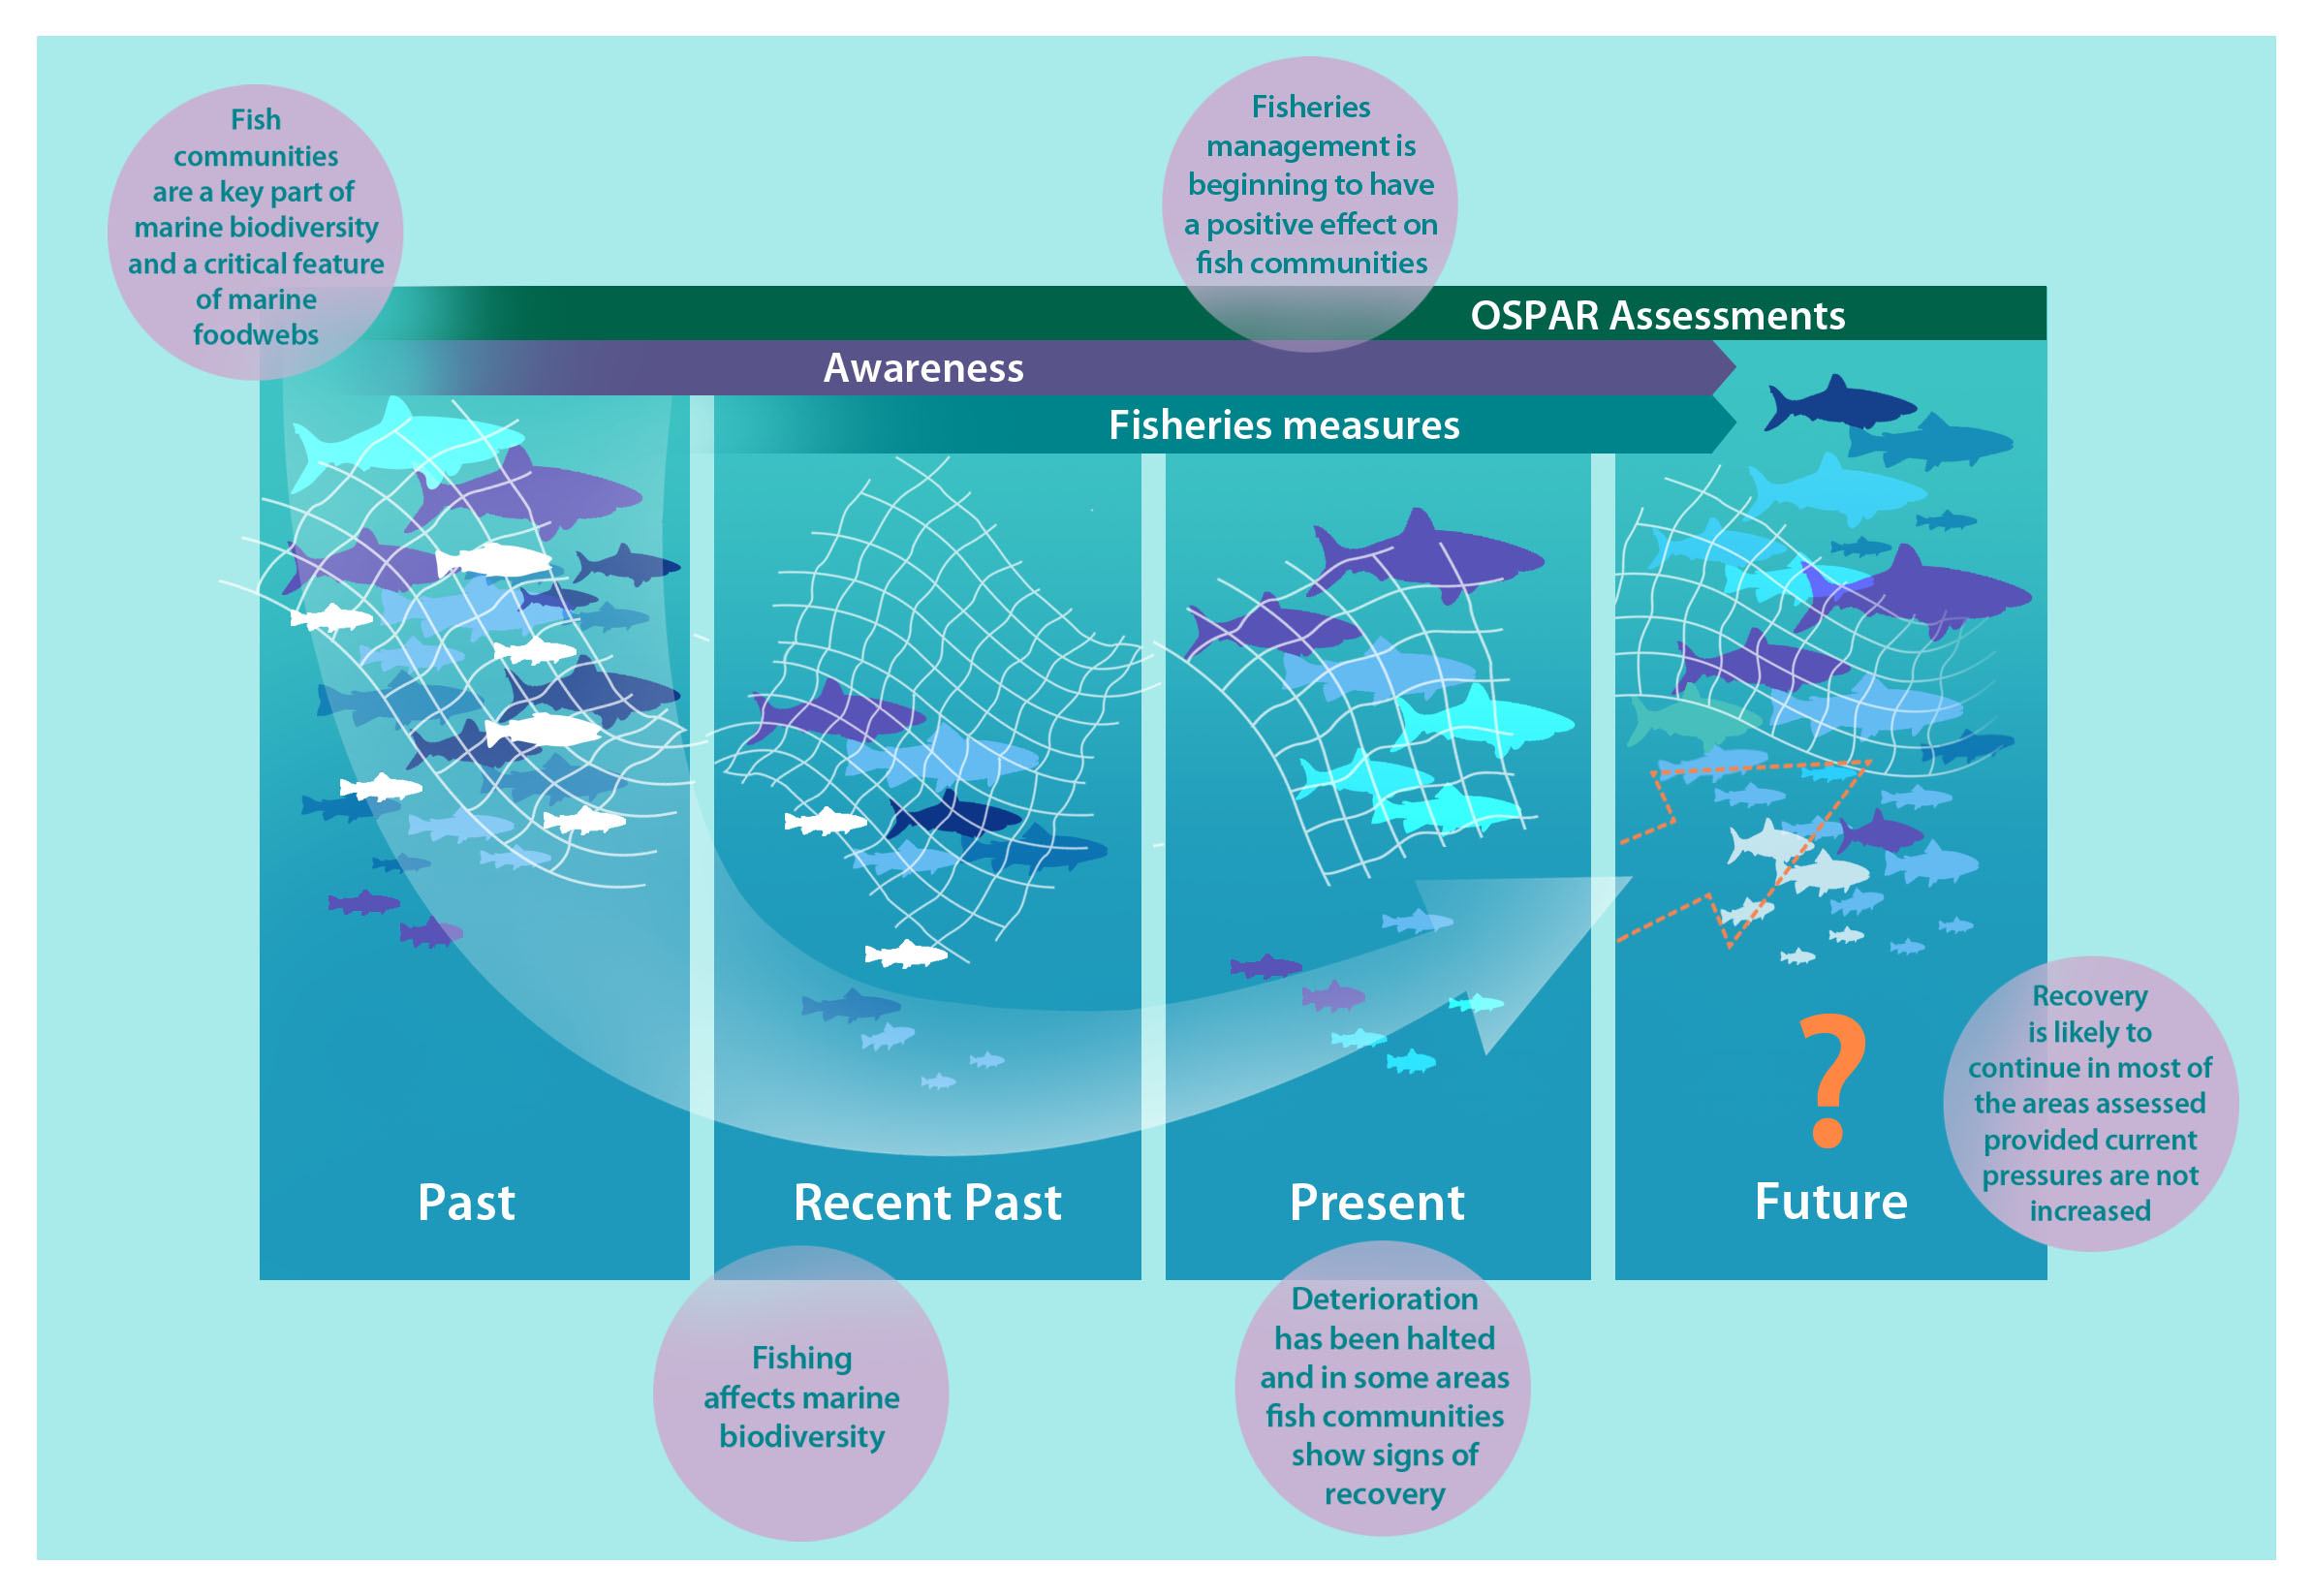 Fish
communities
are a key part of
marine biodiversity
and a critical feature
of marine
foodwebs
Fisheries
management is
beginning to have
a positive effect on
fish communities
OSPAR Assessments
Awareness
Fisheries measures
Past
Recent Past
Present
?
Future
Recovery
is likely to
continue in most of
the areas assessed
provided current
pressures are not
increased
Fishing
affects marine
biodiversity
Deterioration
has been halted
and in some areas
fish communities
show signs of
recovery